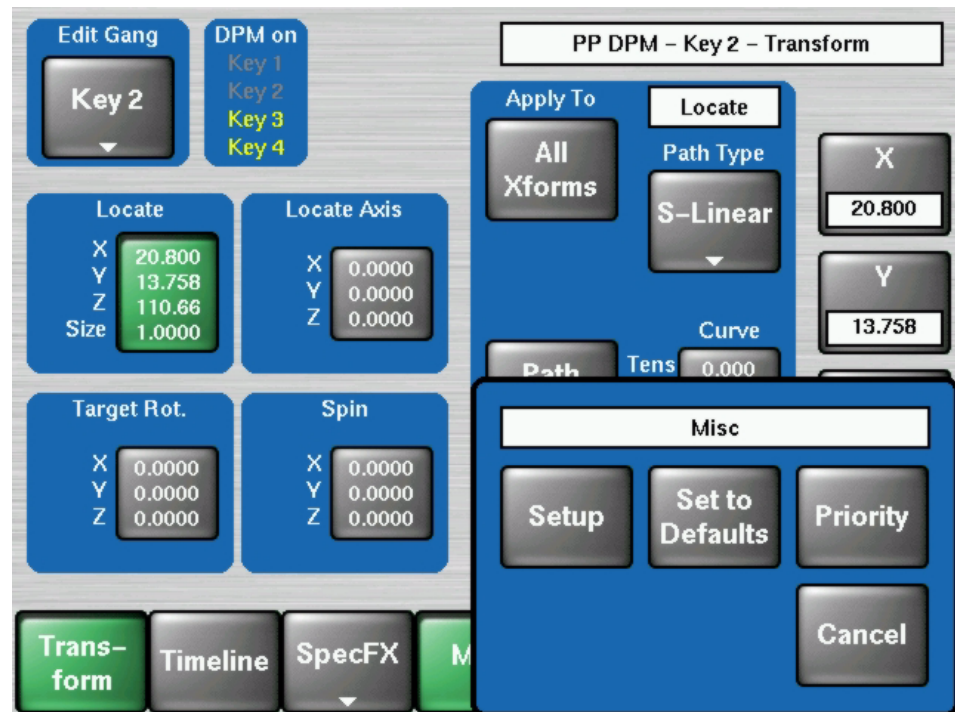 Edit Gang
Key 2
DPM on
Key 1
Key 2
Key 3
Key 4
PP DPM – Key 2 – Transform
Apply To
All
Xforms
Locate
Path Type
S–Linear
X
20.800
Y
13.758
Locate
X 20.800
Y 13.758
Z 110.66
Size 1.0000
Locate Axis
X 0.0000
Y 0.0000
Z 0.0000
Curve
Path
Tens 0.000
Target Rot.
X 0.0000
Y 0.0000
Z 0.0000
Spin
X 0.0000
Y 0.0000
Z 0.0000
Misc
Setup
Set to
Defaults
Priority
Cancel
Trans–
form
Timeline
SpecFX